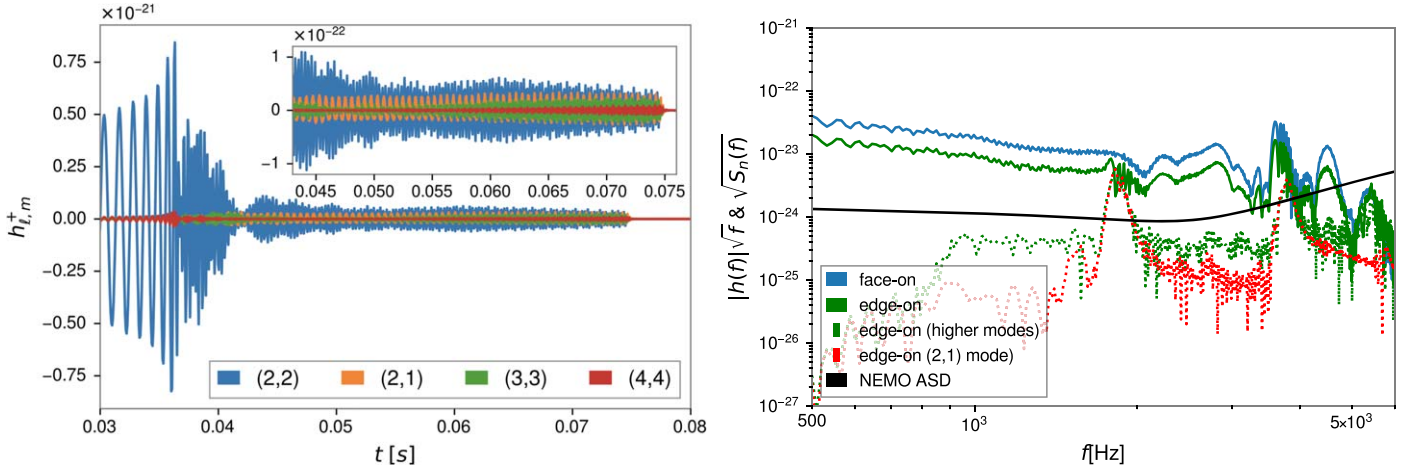 ×10⁻²¹
0.75
0.50
0.25
0.00
−0.25
−0.50
−0.75
h⁺ℓ,m
×10⁻²²
1
0
−1
0.045 0.050 0.055 0.060 0.065 0.070 0.075
(2,2) (2,1) (3,3) (4,4)
0.03 0.04 0.05 0.06 0.07 0.08
t [s]
10⁻²¹
10⁻²²
10⁻²³
10⁻²⁴
10⁻²⁵
10⁻²⁶
10⁻²⁷
|h(f)|√f & √Sₙ(f)
face-on
edge-on
edge-on (higher modes)
edge-on (2,1) mode)
NEMO ASD
500 10³ 5×10³
f[Hz]